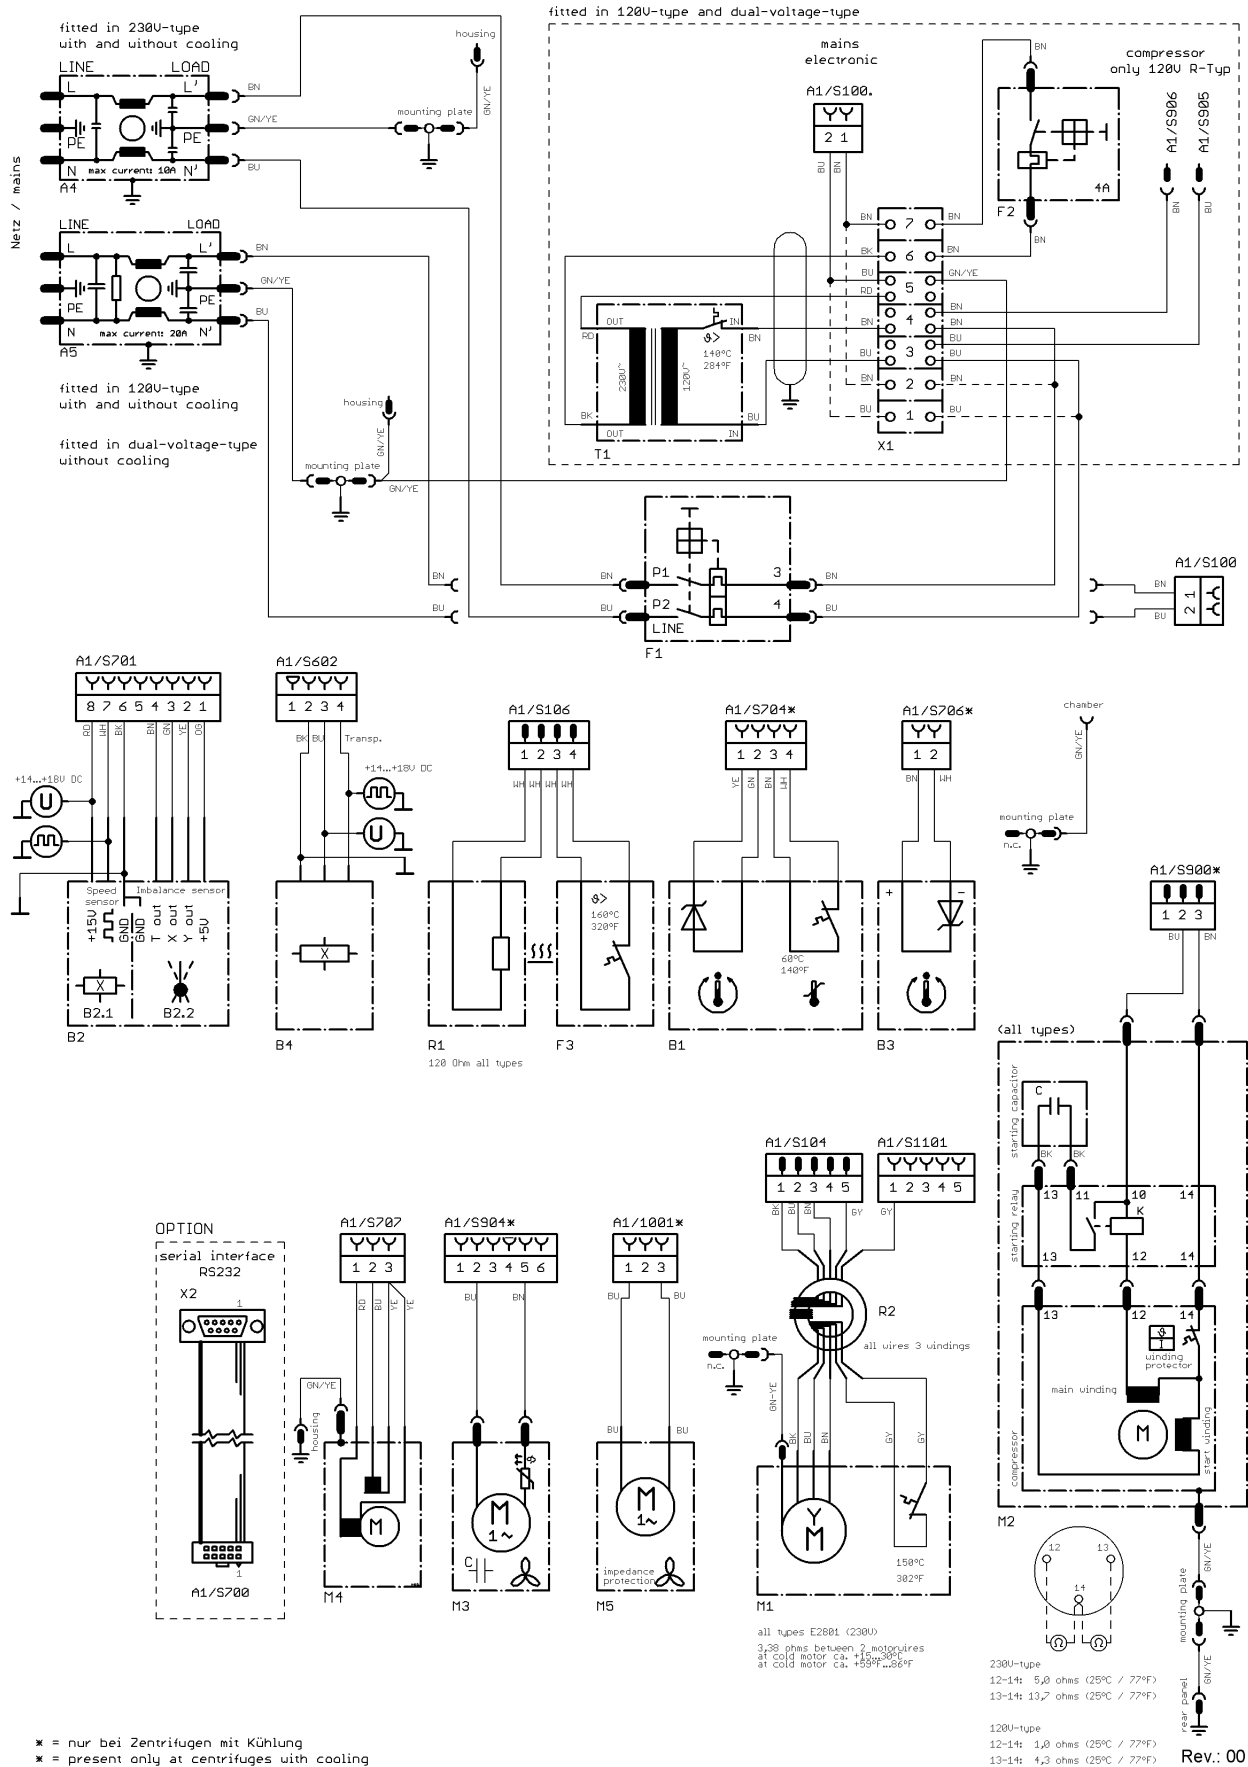 fitted in 230V-type
with and without cooling
LINE LOAD
L L'
PE PE
N max current: 10A N'
A4
BN
GN/YE
BU
Netz / mains
housing
GN/YE
mounting plate
LINE LOAD
L L'
PE PE
N max current: 20A N'
A5
BN
GN/YE
BU
fitted in 120V-type
with and without cooling
fitted in dual-voltage-type
without cooling
housing
GN/YE
mounting plate
GN/YE
fitted in 120V-type and dual-voltage-type
mains
electronic
A1/S100.
2 1
BU BN
BN
4A
F2
BN
compressor
only 120V R-Typ
A1/S906
A1/S905
BN BU
BN 7 BN
BK 6 BN
BU 5 GN/YE
RD
4 BN
BN BN
3 BU
BU BU
2 BN
1 BU
X1
OUT IN
RD BN
ϑ>
140°C
284°F
230V~ 120V~
BK BU
OUT IN
T1
BN BU
BN P1 3 BN
BU P2 4 BU
LINE
F1
A1/S100
BN 1
BU 2
A1/S701
8 7 6 5 4 3 2 1
RD WH BK BN GN YE OG
+14...+18V DC
U
Speed
sensor
Imbalance sensor
+15V GND GND T out X out Y out +5V
X
B2.1 B2.2
B2
A1/S602
1 2 3 4
BK BU Transp.
+14...+18V DC
U
X
B4
A1/S106
1 2 3 4
WH WH WH WH
ϑ>
160°C
320°F
R1 F3
120 Ohm all types
A1/S704*
1 2 3 4
YE GN BN WH
60°C
140°F
B1
A1/S706*
1 2
BN WH
+ -
B3
chamber
GN/YE
mounting plate
n.c.
A1/S900*
1 2 3
BU BN
(all types)
starting capacitor
C
BK BK
starting relay
13 11 10 14
K
13 12 14
13 12 14
ϑ
I
winding
protector
main winding
M
start winding
compressor
M2
12 13
14
Ω Ω
230V-type
12-14: 5,0 ohms (25°C / 77°F)
13-14: 13,7 ohms (25°C / 77°F)
120V-type
12-14: 1,0 ohms (25°C / 77°F)
13-14: 4,3 ohms (25°C / 77°F)
GN/YE
mounting plate
GN/YE
rear panel
Rev.: 00
OPTION
serial interface
RS232
X2
1
1
A1/S700
A1/S707
1 2 3
RD BU YE YE
GN/YE
housing
M
M4
A1/S904*
1 2 3 4 5 6
BU BN
ϑ
M
1~
C
M3
A1/1001*
1 2 3
BU BU
BU BU
M
1~
impedance
protection
M5
A1/S104
1 2 3 4 5
BK BU BN GY
A1/S1101
1 2 3 4 5
GY
R2
all wires 3 windings
mounting plate
n.c.
GN-YE
BK BU BN GY GY
Y
M
150°C
302°F
M1
all types E2801 (230V)
3,38 ohms between 2 motorwires
at cold motor ca. +15...30°C
at cold motor ca. +59°F...86°F
* = nur bei Zentrifugen mit Kühlung
* = present only at centrifuges with cooling